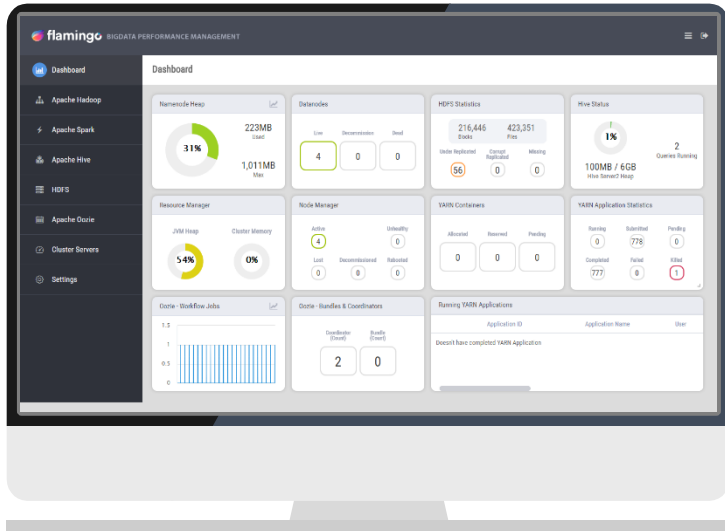 flamingo BIGDATA PERFORMANCE MANAGEMENT
Dashboard
Apache Hadoop
Apache Spark
Apache Hive
HDFS
Apache Oozie
Cluster Servers
Settings
Dashboard
Namenode Heap
31%
223MB
Used
1,011MB
Max
Datanodes
Live Decommission Dead
4 0 0
HDFS Statistics
216,446 423,351
Blocks Files
Under Replicated Corrupt Replicated Missing
56 0 0
Hive Status
1%
100MB / 6GB
Hive Server2 Heap
2
Queries Running
Resource Manager
JVM Heap Cluster Memory
54% 0%
Node Manager
Active Unhealthy
4 0
Lost Decommissioned Rebooted
0 0 0
YARN Containers
Allocated Reserved Pending
0 0 0
YARN Application Statistics
Running Submitted Pending
0 778 0
Completed Failed Killed
777 0 1
Oozie - Workflow Jobs
1.5
1
0.5
0
Oozie - Bundles & Coordinators
Coordinator (Count) Bundle (Count)
2 0
Running YARN Applications
Application ID Application Name User
Doesn't have completed YARN Application